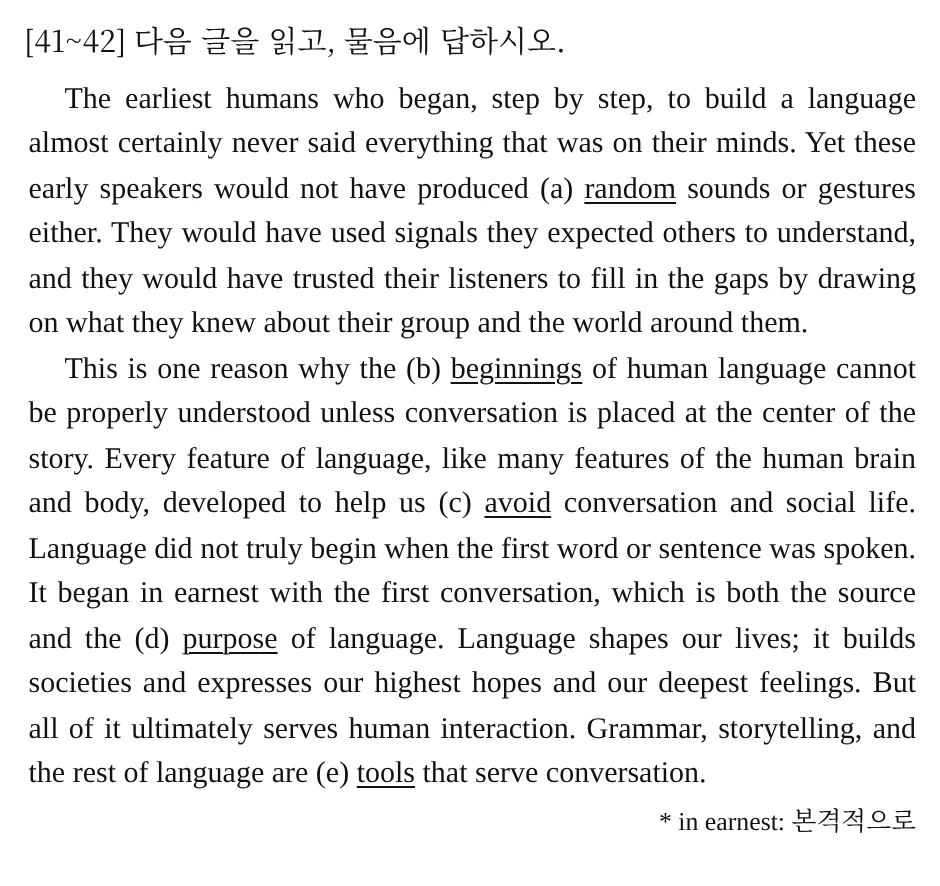 [41~42] 다음 글을 읽고, 물음에 답하시오.
The earliest humans who began, step by step, to build a language
almost certainly never said everything that was on their minds. Yet these
early speakers would not have produced (a) random sounds or gestures
either. They would have used signals they expected others to understand,
and they would have trusted their listeners to fill in the gaps by drawing
on what they knew about their group and the world around them.
This is one reason why the (b) beginnings of human language cannot
be properly understood unless conversation is placed at the center of the
story. Every feature of language, like many features of the human brain
and body, developed to help us (c) avoid conversation and social life.
Language did not truly begin when the first word or sentence was spoken.
It began in earnest with the first conversation, which is both the source
and the (d) purpose of language. Language shapes our lives; it builds
societies and expresses our highest hopes and our deepest feelings. But
all of it ultimately serves human interaction. Grammar, storytelling, and
the rest of language are (e) tools that serve conversation.
* in earnest: 본격적으로